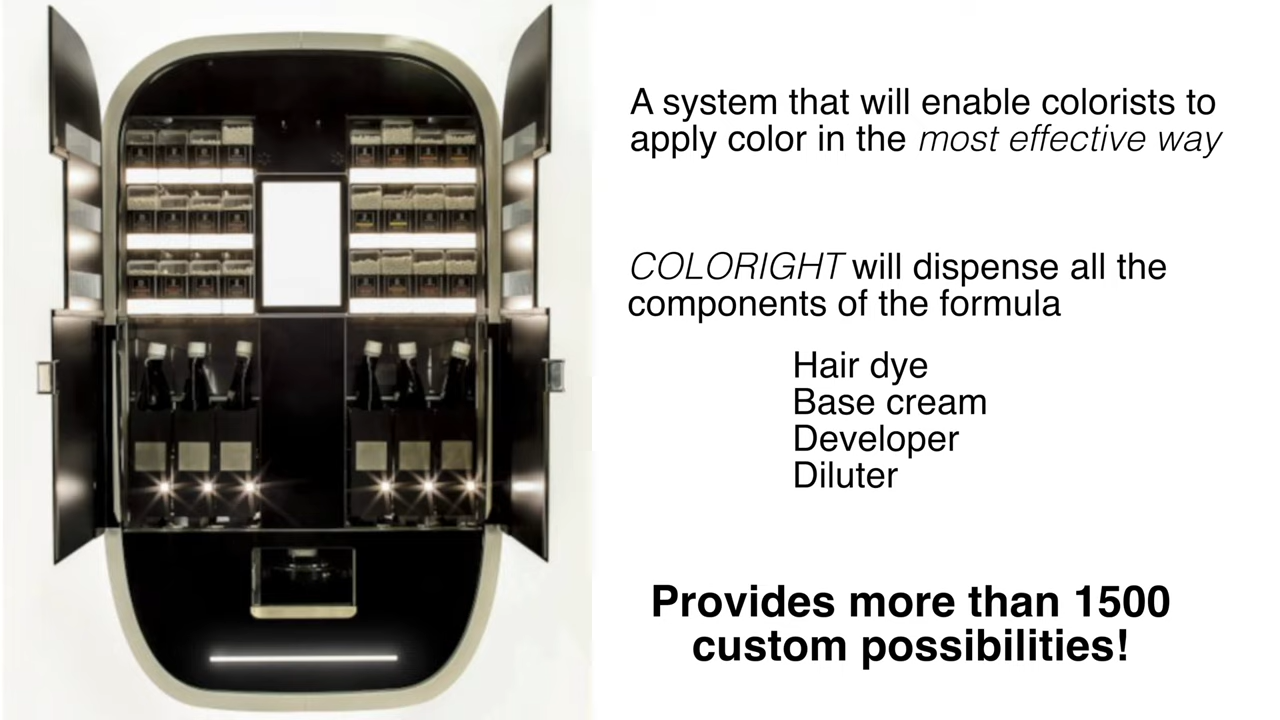 A system that will enable colorists to
apply color in the most effective way
COLORIGHT will dispense all the
components of the formula
Hair dye
Base cream
Developer
Diluter
Provides more than 1500
custom possibilities!